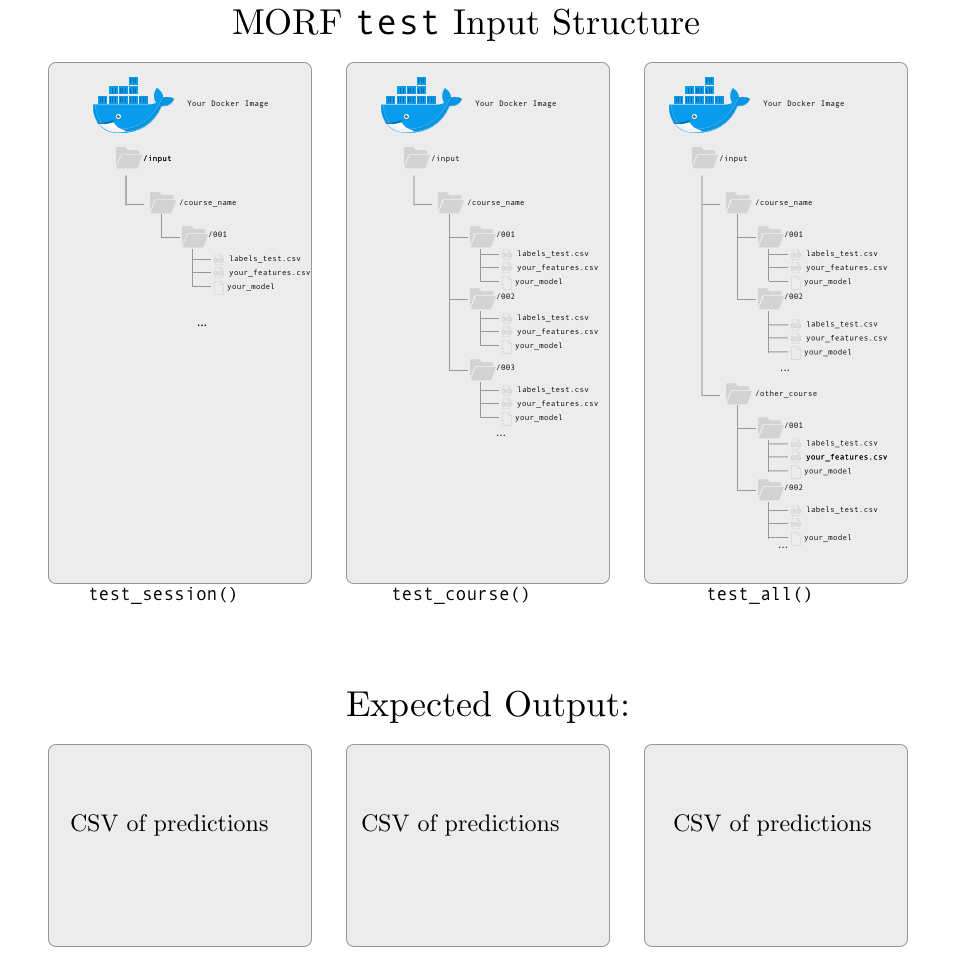 MORF test Input Structure
Your Docker Image
/input
/course_name
/001
labels_test.csv
your_features.csv
your_model
...
test_session()
Your Docker Image
/input
/course_name
/001
labels_test.csv
your_features.csv
your_model
/002
labels_test.csv
your_features.csv
your_model
/003
labels_test.csv
your_features.csv
your_model
...
test_course()
Your Docker Image
/input
/course_name
/001
labels_test.csv
your_features.csv
your_model
/002
labels_test.csv
your_features.csv
your_model
...
/other_course
/001
labels_test.csv
your_features.csv
your_model
/002
labels_test.csv
your_model
...
test_all()
Expected Output:
CSV of predictions
CSV of predictions
CSV of predictions